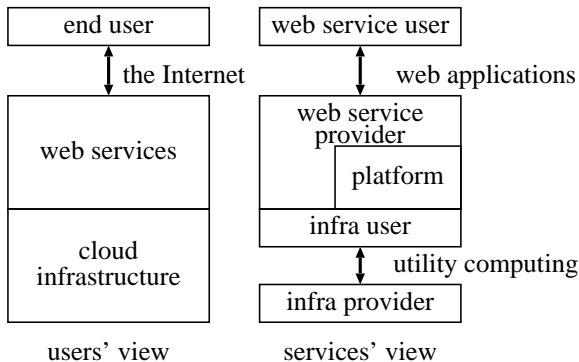 end user
the Internet
web services
cloud
infrastructure
users' view
web service user
web applications
web service
provider
platform
infra user
utility computing
infra provider
services' view